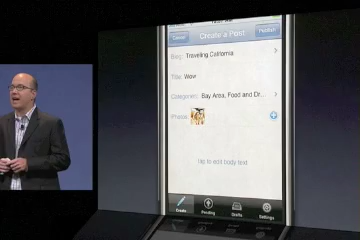 Cancel Create a Post Publish
Blog: Traveling California
Title: Wow
Categories: Bay Area, Food and Dr...
Photos:
tap to edit body text
Create Pending Drafts Settings